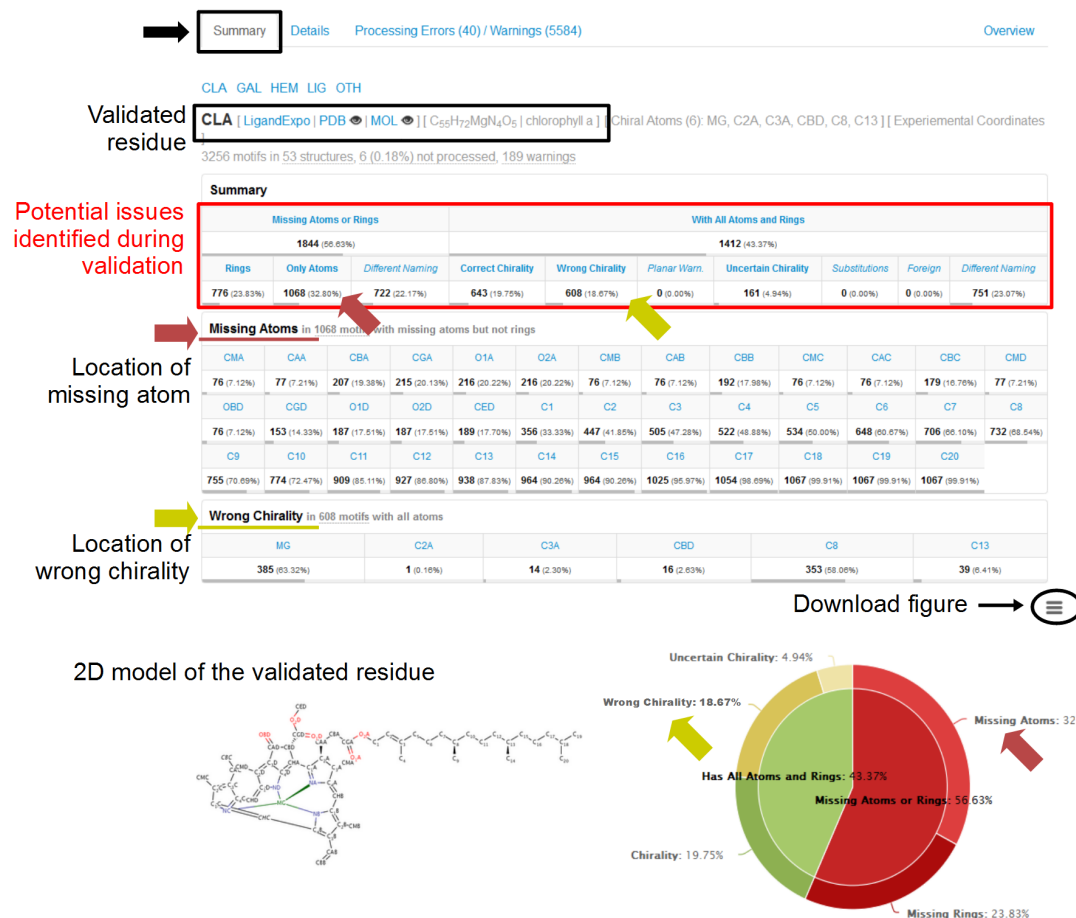 Summary Details Processing Errors (40) / Warnings (5584) Overview
CLA GAL HEM LIG OTH
Validated
residue
CLA [ LigandExpo | PDB | MOL ] [ C55H72MgN4O5 | chlorophyll a ] [ Chiral Atoms (6): MG, C2A, C3A, CBD, C8, C13 ] [ Experiemental Coordinates
]
3256 motifs in 53 structures, 6 (0.18%) not processed, 189 warnings
Potential issues
identified during
validation
Summary
Missing Atoms or Rings With All Atoms and Rings
1844 (56.63%) 1412 (43.37%)
Rings Only Atoms Different Naming Correct Chirality Wrong Chirality Planar Warn. Uncertain Chirality Substitutions Foreign Different Naming
776 (23.83%) 1068 (32.80%) 722 (22.17%) 643 (19.75%) 608 (18.67%) 0 (0.00%) 161 (4.94%) 0 (0.00%) 0 (0.00%) 751 (23.07%)
Location of
missing atom
Missing Atoms in 1068 motifs with missing atoms but not rings
CMA CAA CBA CGA O1A O2A CMB CAB CBB CMC CAC CBC CMD
76 (7.12%) 77 (7.21%) 207 (19.38%) 215 (20.13%) 216 (20.22%) 216 (20.22%) 76 (7.12%) 76 (7.12%) 192 (17.98%) 76 (7.12%) 76 (7.12%) 179 (16.76%) 77 (7.21%)
OBD CGD O1D O2D CED C1 C2 C3 C4 C5 C6 C7 C8
76 (7.12%) 153 (14.33%) 187 (17.51%) 187 (17.51%) 189 (17.70%) 356 (33.33%) 447 (41.85%) 505 (47.28%) 522 (48.88%) 534 (50.00%) 648 (60.67%) 706 (66.10%) 732 (68.54%)
C9 C10 C11 C12 C13 C14 C15 C16 C17 C18 C19 C20
755 (70.69%) 774 (72.47%) 909 (85.11%) 927 (86.80%) 938 (87.83%) 964 (90.26%) 964 (90.26%) 1025 (95.97%) 1054 (98.69%) 1067 (99.91%) 1067 (99.91%) 1067 (99.91%)
Location of
wrong chirality
Wrong Chirality in 608 motifs with all atoms
MG C2A C3A CBD C8 C13
385 (63.32%) 1 (0.16%) 14 (2.30%) 16 (2.63%) 353 (58.06%) 39 (6.41%)
Download figure
2D model of the validated residue
CED
CMC
CHC
CMB
CAB
CBB
Uncertain Chirality: 4.94%
Wrong Chirality: 18.67%
Missing Atoms: 32
Has All Atoms and Rings: 43.37%
Missing Atoms or Rings: 56.63%
Chirality: 19.75%
Missing Rings: 23.83%